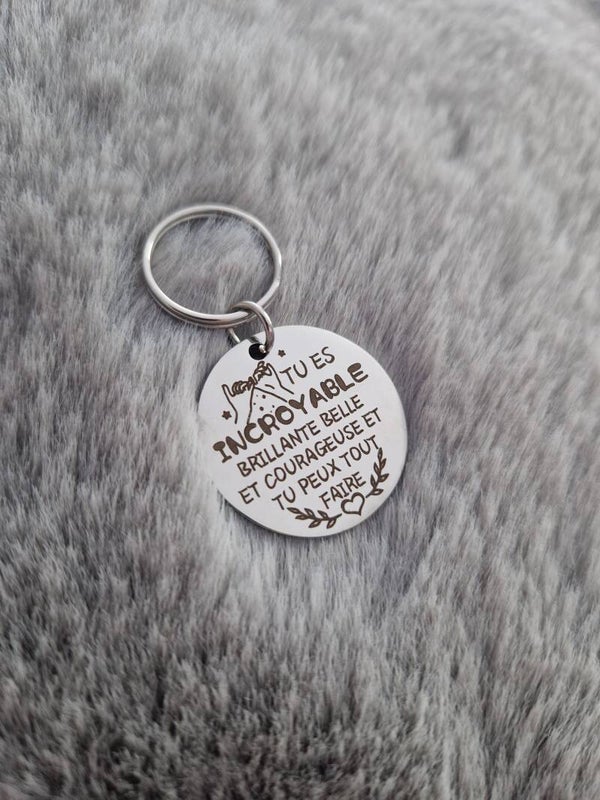 TU ES
INCROYABLE
BRILLANTE BELLE
ET COURAGEUSE ET
TU PEUX TOUT
FAIRE